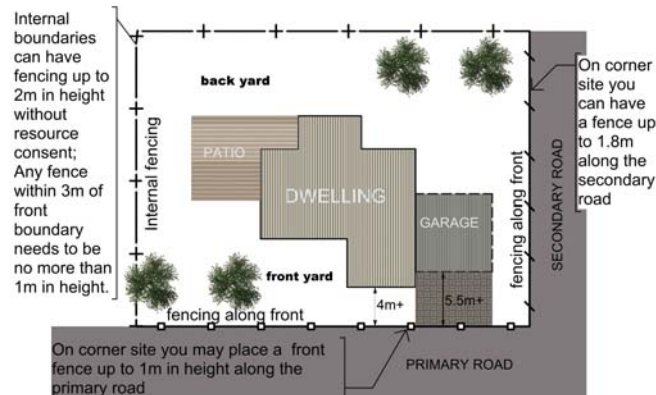 Internal
boundaries
can have
fencing up to
2m in height
without
resource
consent;
Any fence
within 3m of
front
boundary
needs to be
no more than
1m in height.
back yard
Internal fencing
PATIO
DWELLING
GARAGE
front yard
4m+
5.5m+
fencing along front
fencing along front
SECONDARY ROAD
On corner
site you
can have
a fence up
to 1.8m
along the
secondary
road
On corner site you may place a front
fence up to 1m in height along the
primary road
PRIMARY ROAD